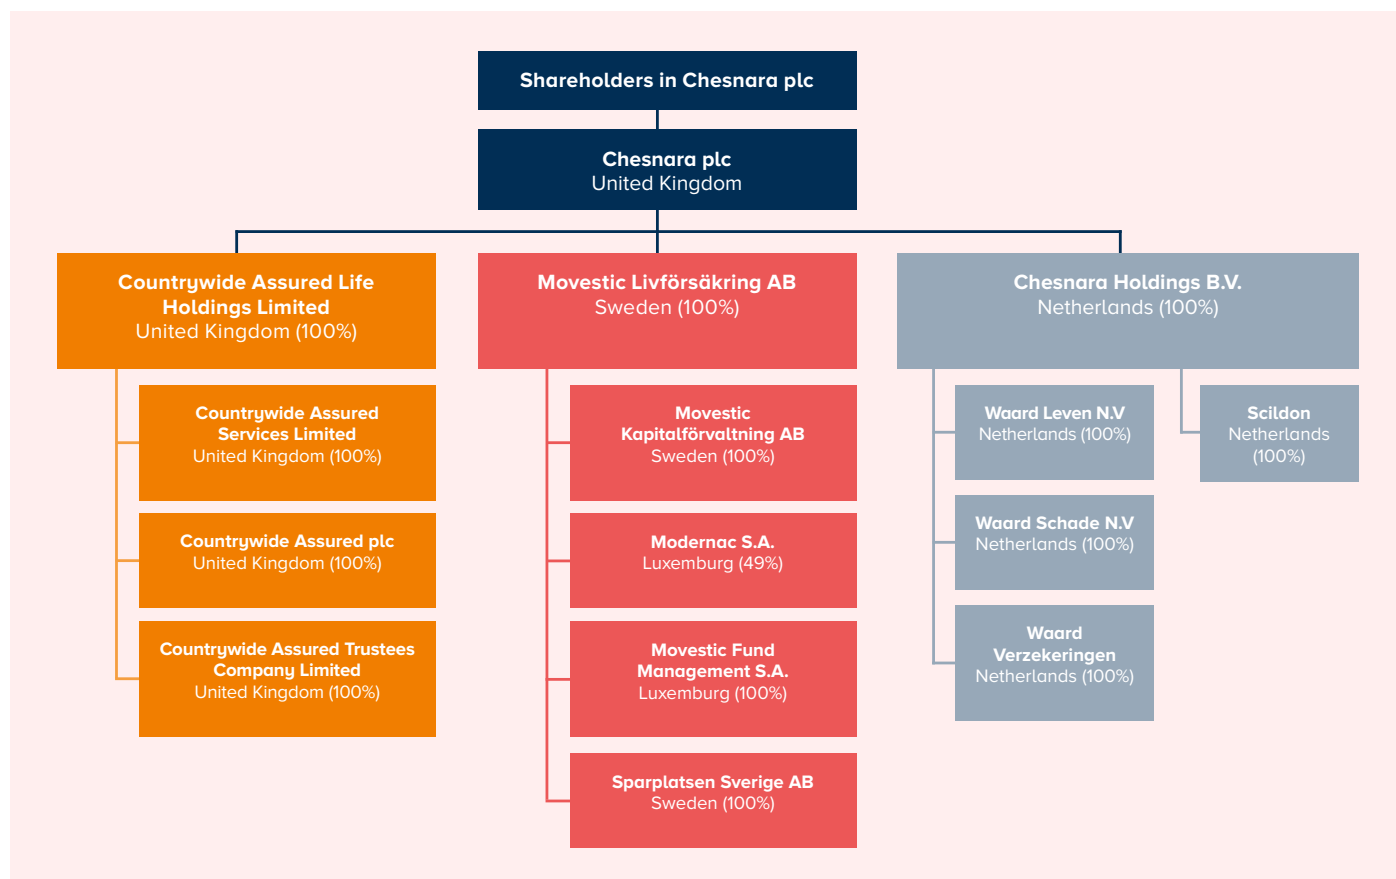 Shareholders in Chesnara plc
Chesnara plc
United Kingdom
Countrywide Assured Life
Holdings Limited
United Kingdom (100%)
Countrywide Assured
Services Limited
United Kingdom (100%)
Countrywide Assured plc
United Kingdom (100%)
Countrywide Assured Trustees
Company Limited
United Kingdom (100%)
Movestic Livförsäkring AB
Sweden (100%)
Movestic
Kapitalförvaltning AB
Sweden (100%)
Modernac S.A.
Luxemburg (49%)
Movestic Fund
Management S.A.
Luxemburg (100%)
Sparplatsen Sverige AB
Sweden (100%)
Chesnara Holdings B.V.
Netherlands (100%)
Waard Leven N.V
Netherlands (100%)
Waard Schade N.V
Netherlands (100%)
Waard
Verzekeringen
Netherlands (100%)
Scildon
Netherlands
(100%)